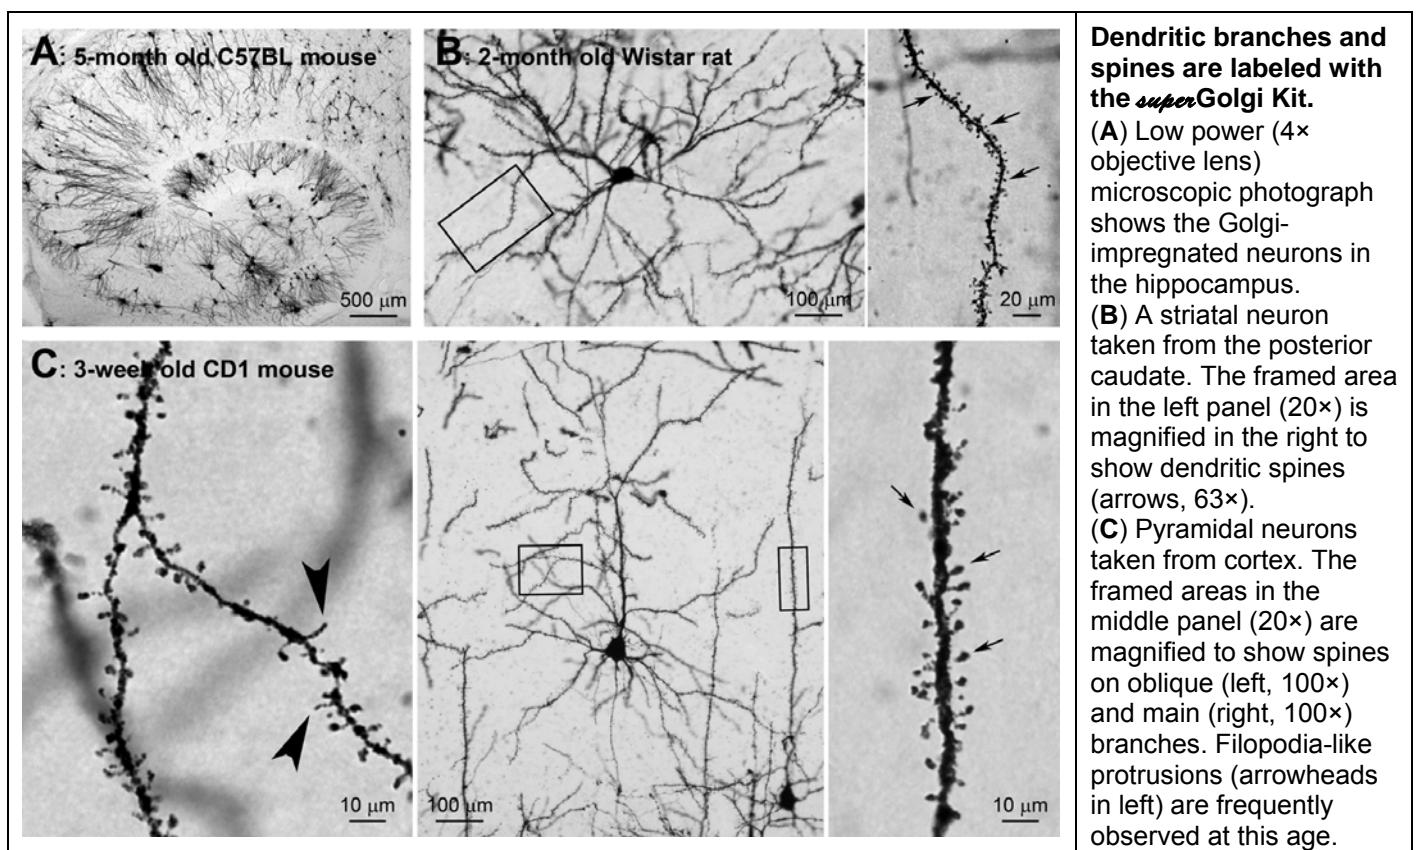 A: 5-month old C57BL mouse
500 μm
B: 2-month old Wistar rat
100 μm
20 μm
C: 3-week old CD1 mouse
10 μm
100 μm
10 μm
Dendritic branches and
spines are labeled with
the superGolgi Kit.
(A) Low power (4×
objective lens)
microscopic photograph
shows the Golgi-
impregnated neurons in
the hippocampus.
(B) A striatal neuron
taken from the posterior
caudate. The framed area
in the left panel (20×) is
magnified in the right to
show dendritic spines
(arrows, 63×).
(C) Pyramidal neurons
taken from cortex. The
framed areas in the
middle panel (20×) are
magnified to show spines
on oblique (left, 100×)
and main (right, 100×)
branches. Filopodia-like
protrusions (arrowheads
in left) are frequently
observed at this age.